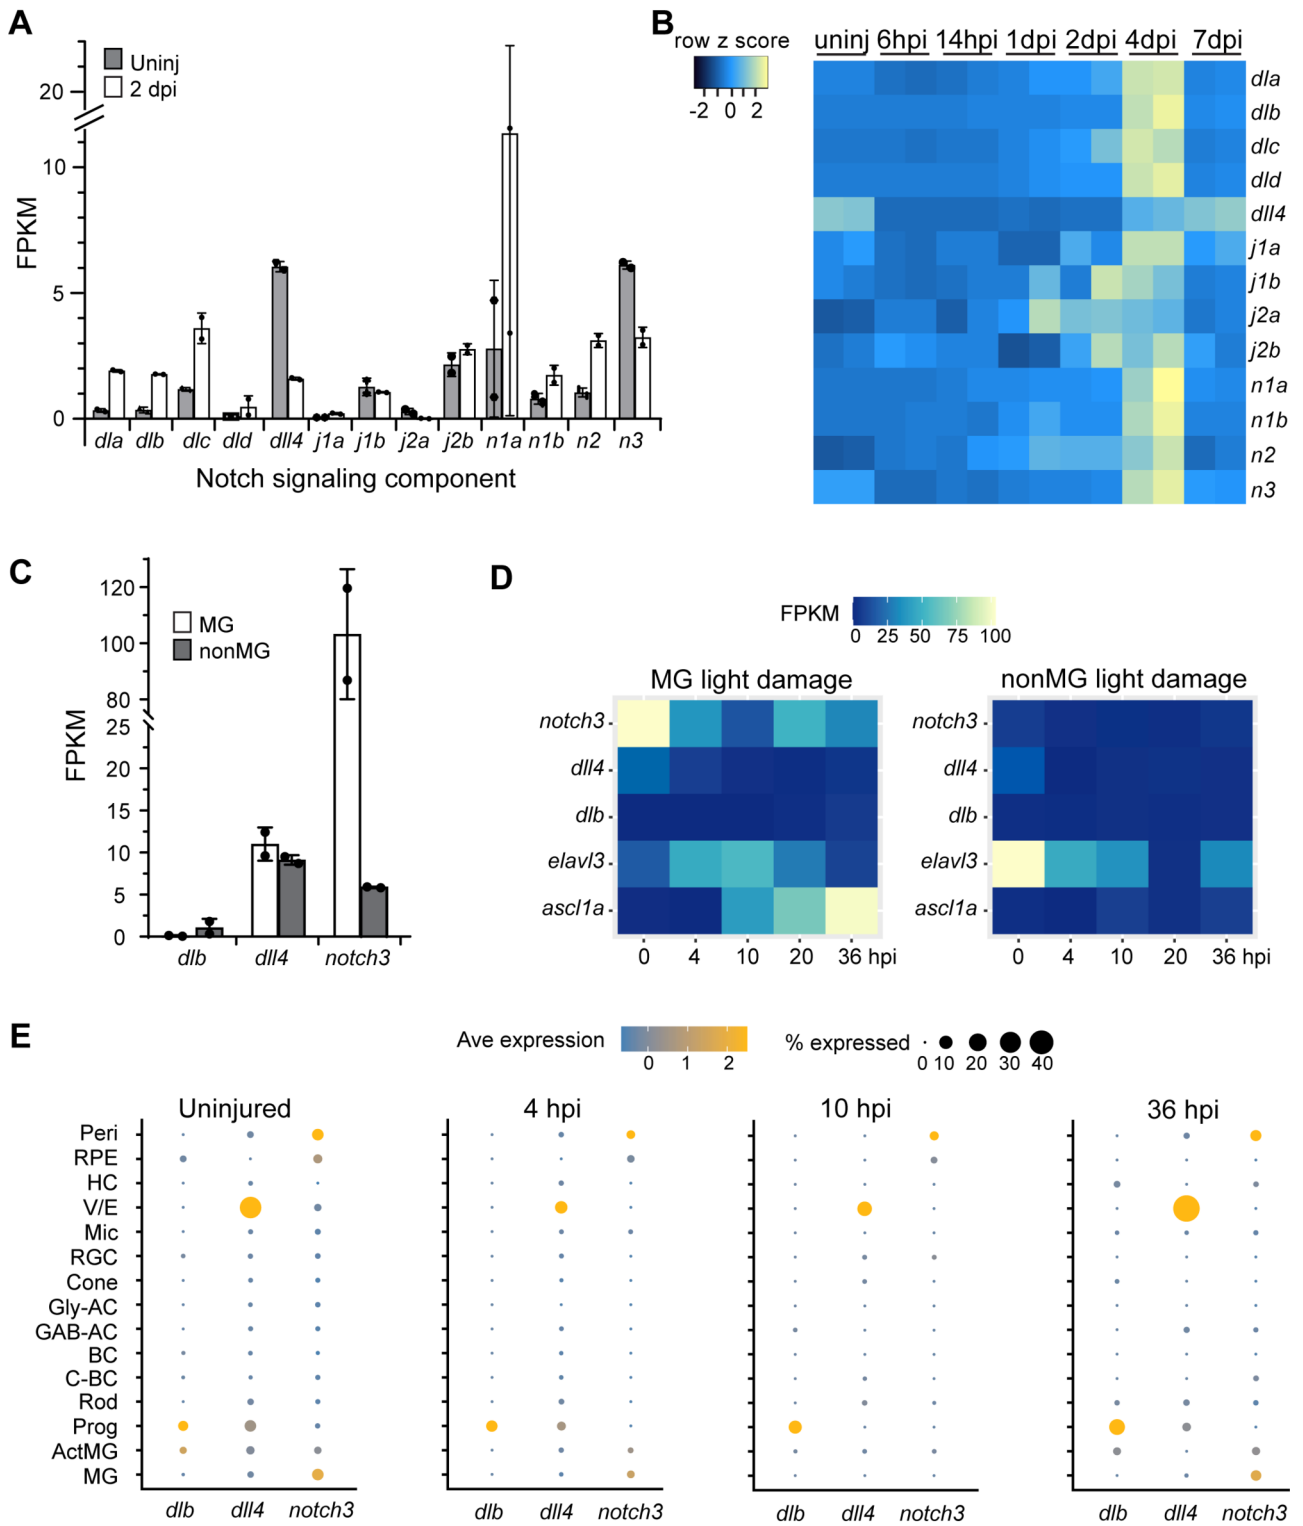 A
Uninj
2 dpi
20
10
5
0
FPKM
dla dlb dlc dld dll4 j1a j1b j2a j2b n1a n1b n2 n3
Notch signaling component
B
row z score
-2 0 2
uninj 6hpi 14hpi 1dpi 2dpi 4dpi 7dpi
dla
dlb
dlc
dld
dll4
j1a
j1b
j2a
j2b
n1a
n1b
n2
n3
C
MG
nonMG
120
100
80
25
20
15
10
5
0
FPKM
dlb dll4 notch3
D
FPKM
0 25 50 75 100
MG light damage
notch3
dll4
dlb
elavl3
ascl1a
0 4 10 20 36 hpi
nonMG light damage
notch3
dll4
dlb
elavl3
ascl1a
0 4 10 20 36 hpi
E
Ave expression
0 1 2
% expressed
0 10 20 30 40
Uninjured
4 hpi
10 hpi
36 hpi
Peri
RPE
HC
V/E
Mic
RGC
Cone
Gly-AC
GAB-AC
BC
C-BC
Rod
Prog
ActMG
MG
dlb dll4 notch3
dlb dll4 notch3
dlb dll4 notch3
dlb dll4 notch3